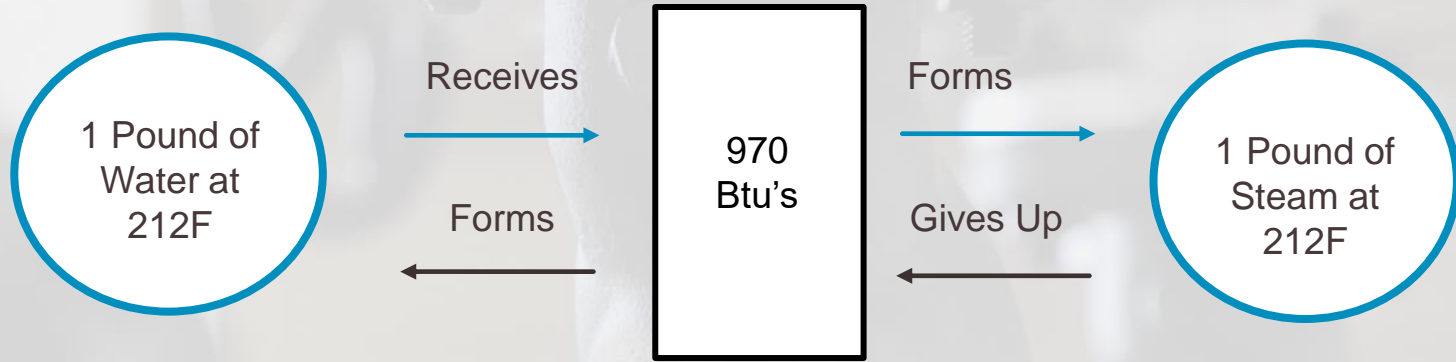 Receives
Forms
1 Pound of
Water at
212F
970
Btu’s
1 Pound of
Steam at
212F
Forms
Gives Up